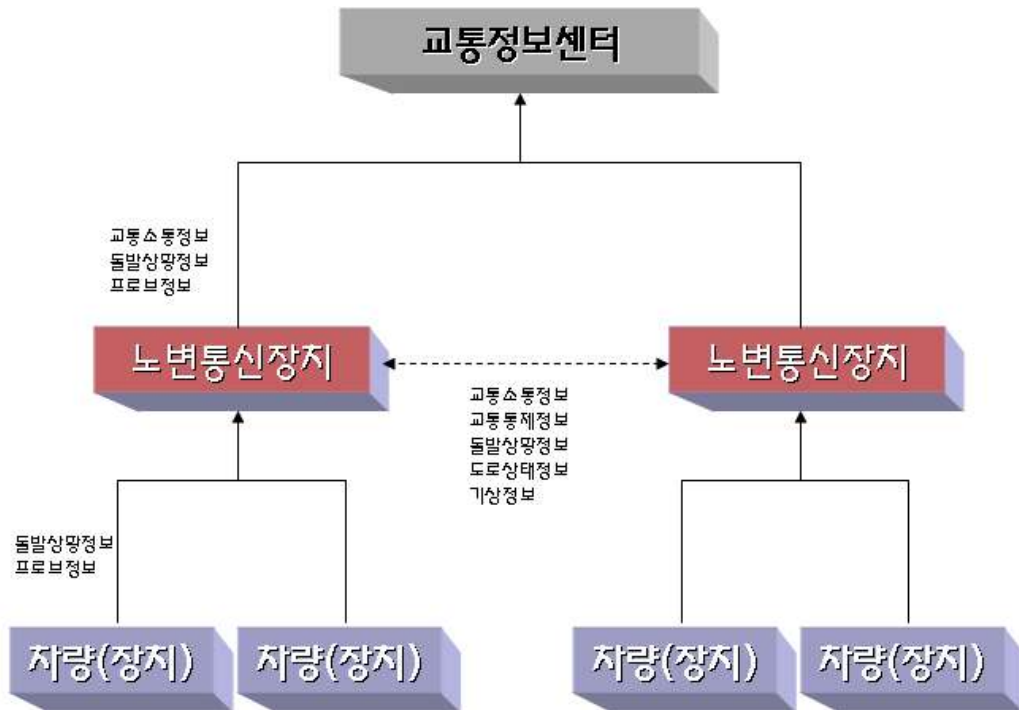 교통정보센터
교통소통정보
돌발상황정보
프로브정보
노변통신장치
노변통신장치
교통소통정보
교통통제정보
돌발상황정보
도로상태정보
기상정보
돌발상황정보
프로브정보
차량(장치)
차량(장치)
차량(장치)
차량(장치)